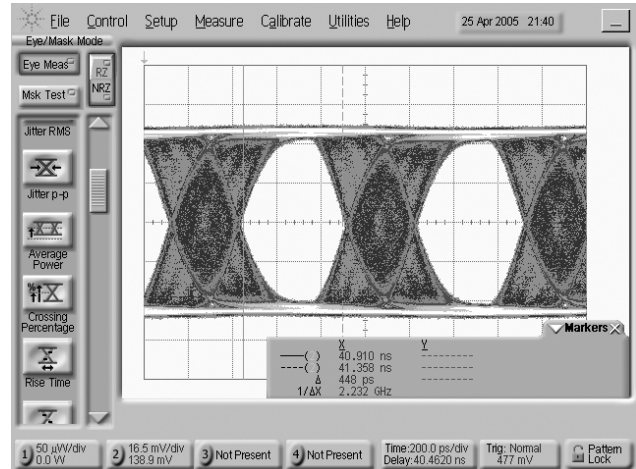 File Control Setup Measure Calibrate Utilities Help 25 Apr 2005 21:40
Eye/Mask Mode
Eye Meas
RZ
NRZ
Msk Test
Jitter RMS
Jitter p-p
Average
Power
Crossing
Percentage
Rise Time
Markers
X Y
——( ) 40.910 ns --------
----( ) 41.358 ns --------
Δ 448 ps --------
1/ΔX 2.232 GHz
1) 50 µW/div
0.0 W
2) 16.5 mV/div
138.9 mV
3) Not Present
4) Not Present
Time:200.0 ps/div
Delay:40.4620 ns
Trig: Normal
477 mV
Pattern
Lock